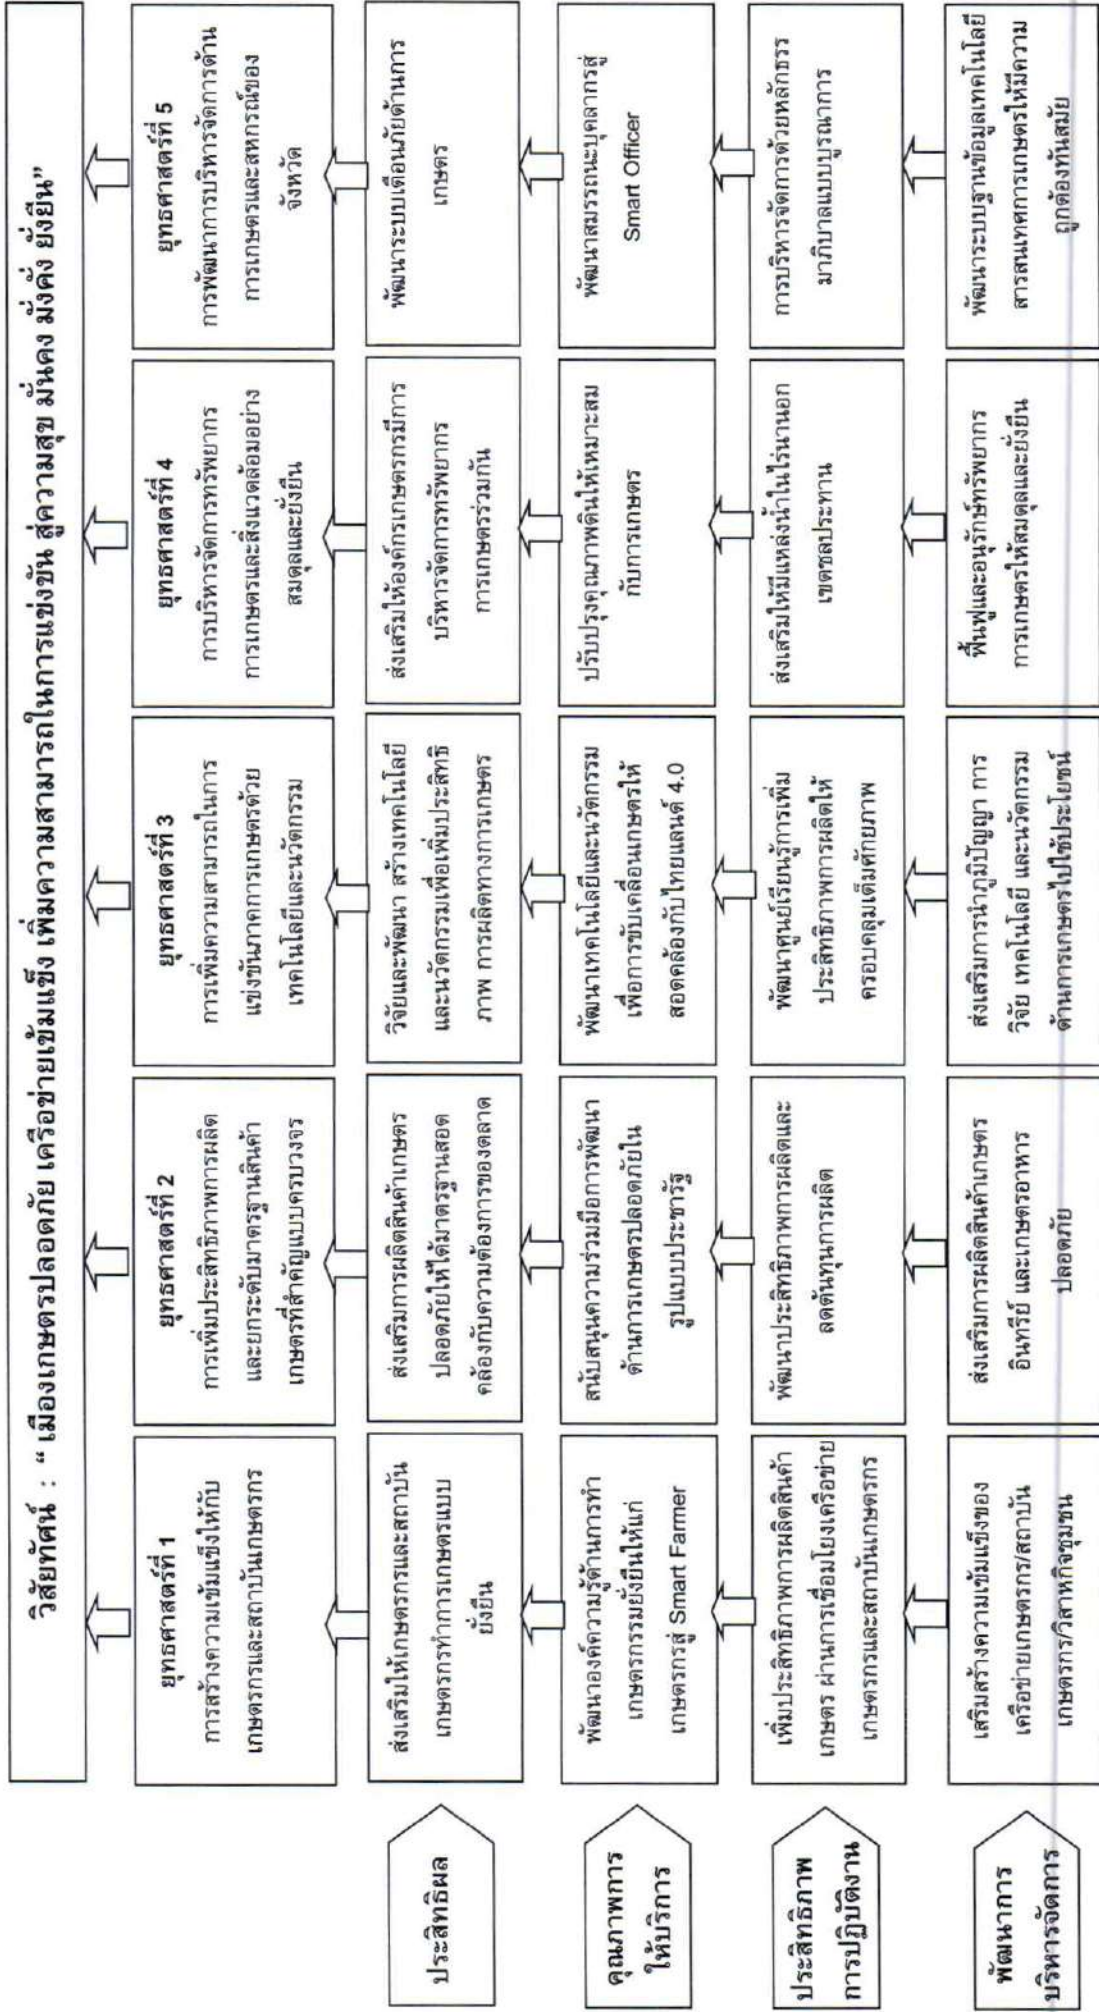 วิสัยทัศน์ : “ เมืองเกษตรปลอดภัย เครือข่ายเข้มแข็ง เพิ่มความสามารถในการแข่งขัน สู่ความสุข มั่นคง มั่งคั่ง ยั่งยืน”
ยุทธศาสตร์ที่ 1
การสร้างความเข้มแข็งให้กับ
เกษตรกรและสถาบันเกษตรกร
ยุทธศาสตร์ที่ 2
การเพิ่มประสิทธิภาพการผลิต
และยกระดับมาตรฐานสินค้า
เกษตรที่สำคัญแบบครบวงจร
ยุทธศาสตร์ที่ 3
การเพิ่มความสามารถในการ
แข่งขันภาคการเกษตรด้วย
เทคโนโลยีและนวัตกรรม
ยุทธศาสตร์ที่ 4
การบริหารจัดการทรัพยากร
การเกษตรและสิ่งแวดล้อมอย่าง
สมดุลและยั่งยืน
ยุทธศาสตร์ที่ 5
การพัฒนาการบริหารจัดการด้าน
การเกษตรและสหกรณ์ของ
จังหวัด
ประสิทธิผล
ส่งเสริมให้เกษตรกรและสถาบัน
เกษตรกรทำการเกษตรแบบ
ยั่งยืน
ส่งเสริมการผลิตสินค้าเกษตร
ปลอดภัยให้ได้มาตรฐานสอด
คล้องกับความต้องการของตลาด
วิจัยและพัฒนา สร้างเทคโนโลยี
และนวัตกรรมเพื่อเพิ่มประสิทธิ
ภาพ การผลิตทางการเกษตร
ส่งเสริมให้องค์กรเกษตรกรมีการ
บริหารจัดการทรัพยากร
การเกษตรร่วมกัน
พัฒนาระบบเตือนภัยด้านการ
เกษตร
คุณภาพการ
ให้บริการ
พัฒนาองค์ความรู้ด้านการทำ
เกษตรกรรมยั่งยืนให้แก่
เกษตรกรสู่ Smart Farmer
สนับสนุนความร่วมมือการพัฒนา
ด้านการเกษตรปลอดภัยใน
รูปแบบประชารัฐ
พัฒนาเทคโนโลยีและนวัตกรรม
เพื่อการขับเคลื่อนเกษตรให้
สอดคล้องกับไทยแลนด์ 4.0
ปรับปรุงคุณภาพดินให้เหมาะสม
กับการเกษตร
พัฒนาสมรรถนะบุคลากรสู่
Smart Officer
ประสิทธิภาพ
การปฏิบัติงาน
เพิ่มประสิทธิภาพการผลิตสินค้า
เกษตร ผ่านการเชื่อมโยงเครือข่าย
เกษตรกรและสถาบันเกษตรกร
พัฒนาประสิทธิภาพการผลิตและ
ลดต้นทุนการผลิต
พัฒนาศูนย์เรียนรู้การเพิ่ม
ประสิทธิภาพการผลิตให้
ครอบคลุมเต็มศักยภาพ
ส่งเสริมให้มีแหล่งน้ำในไร่นานอก
เขตชลประทาน
การบริหารจัดการด้วยหลักธรร
มาภิบาลแบบบูรณาการ
พัฒนาการ
บริหารจัดการ
เสริมสร้างความเข้มแข็งของ
เครือข่ายเกษตรกร/สถาบัน
เกษตรกร/วิสาหกิจชุมชน
ส่งเสริมการผลิตสินค้าเกษตร
อินทรีย์ และเกษตรอาหาร
ปลอดภัย
ส่งเสริมการนำภูมิปัญญา การ
วิจัย เทคโนโลยี และนวัตกรรม
ด้านการเกษตรไปใช้ประโยชน์
ฟื้นฟูและอนุรักษ์ทรัพยากร
การเกษตรให้สมดุลและยั่งยืน
พัฒนาระบบฐานข้อมูลเทคโนโลยี
สารสนเทศการเกษตรให้มีความ
ถูกต้องทันสมัย